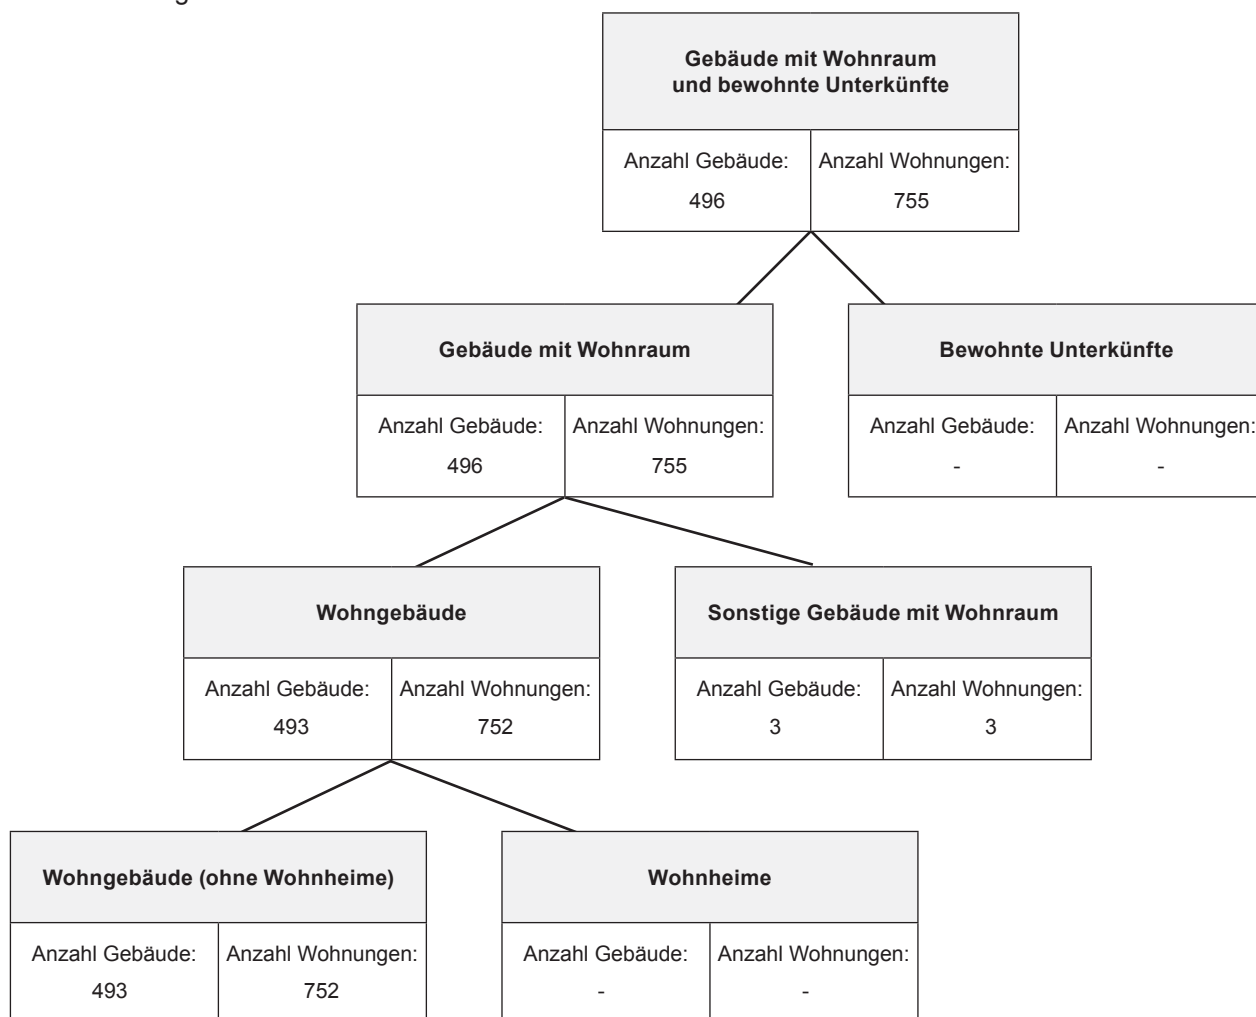 Gebäude mit Wohnraum
und bewohnte Unterkünfte
Anzahl Gebäude: Anzahl Wohnungen:
496 755
Gebäude mit Wohnraum Bewohnte Unterkünfte
Anzahl Gebäude: Anzahl Wohnungen: Anzahl Gebäude: Anzahl Wohnungen:
496 755 - -
Wohngebäude Sonstige Gebäude mit Wohnraum
Anzahl Gebäude: Anzahl Wohnungen: Anzahl Gebäude: Anzahl Wohnungen:
493 752 3 3
Wohngebäude (ohne Wohnheime) Wohnheime
Anzahl Gebäude: Anzahl Wohnungen: Anzahl Gebäude: Anzahl Wohnungen:
493 752 - -